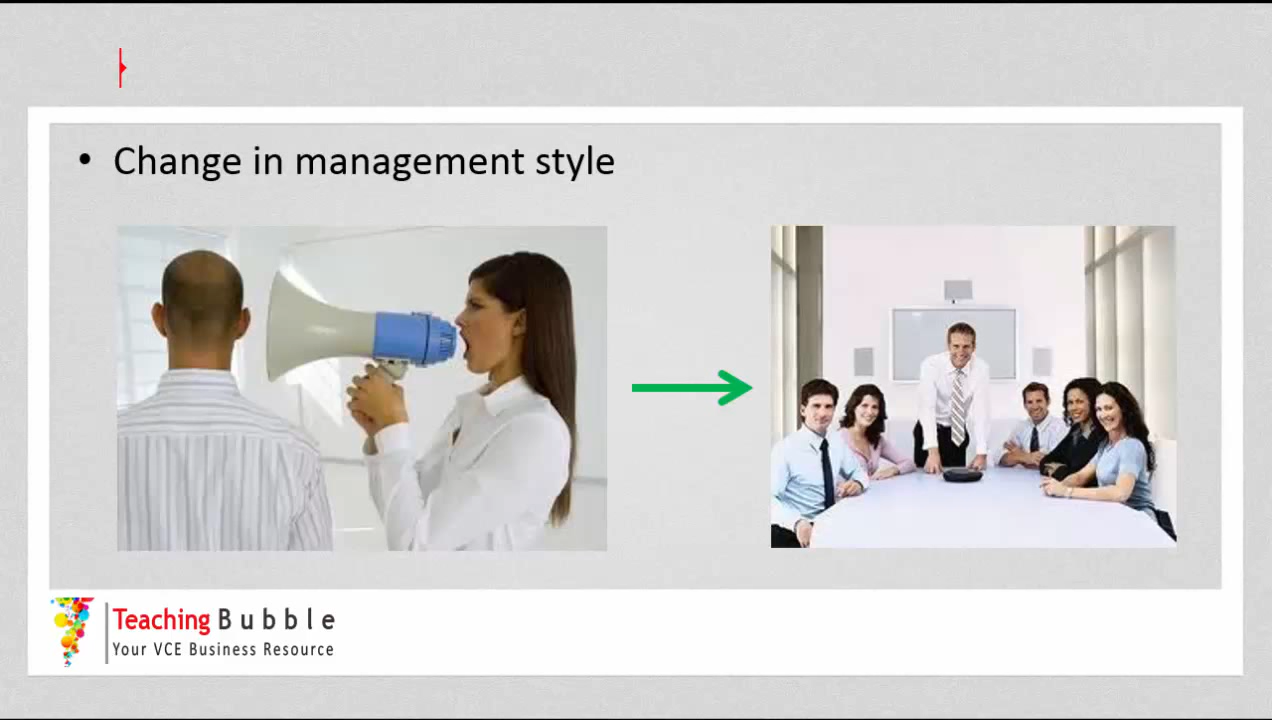 • Change in management style
Teaching Bubble
Your VCE Business Resource